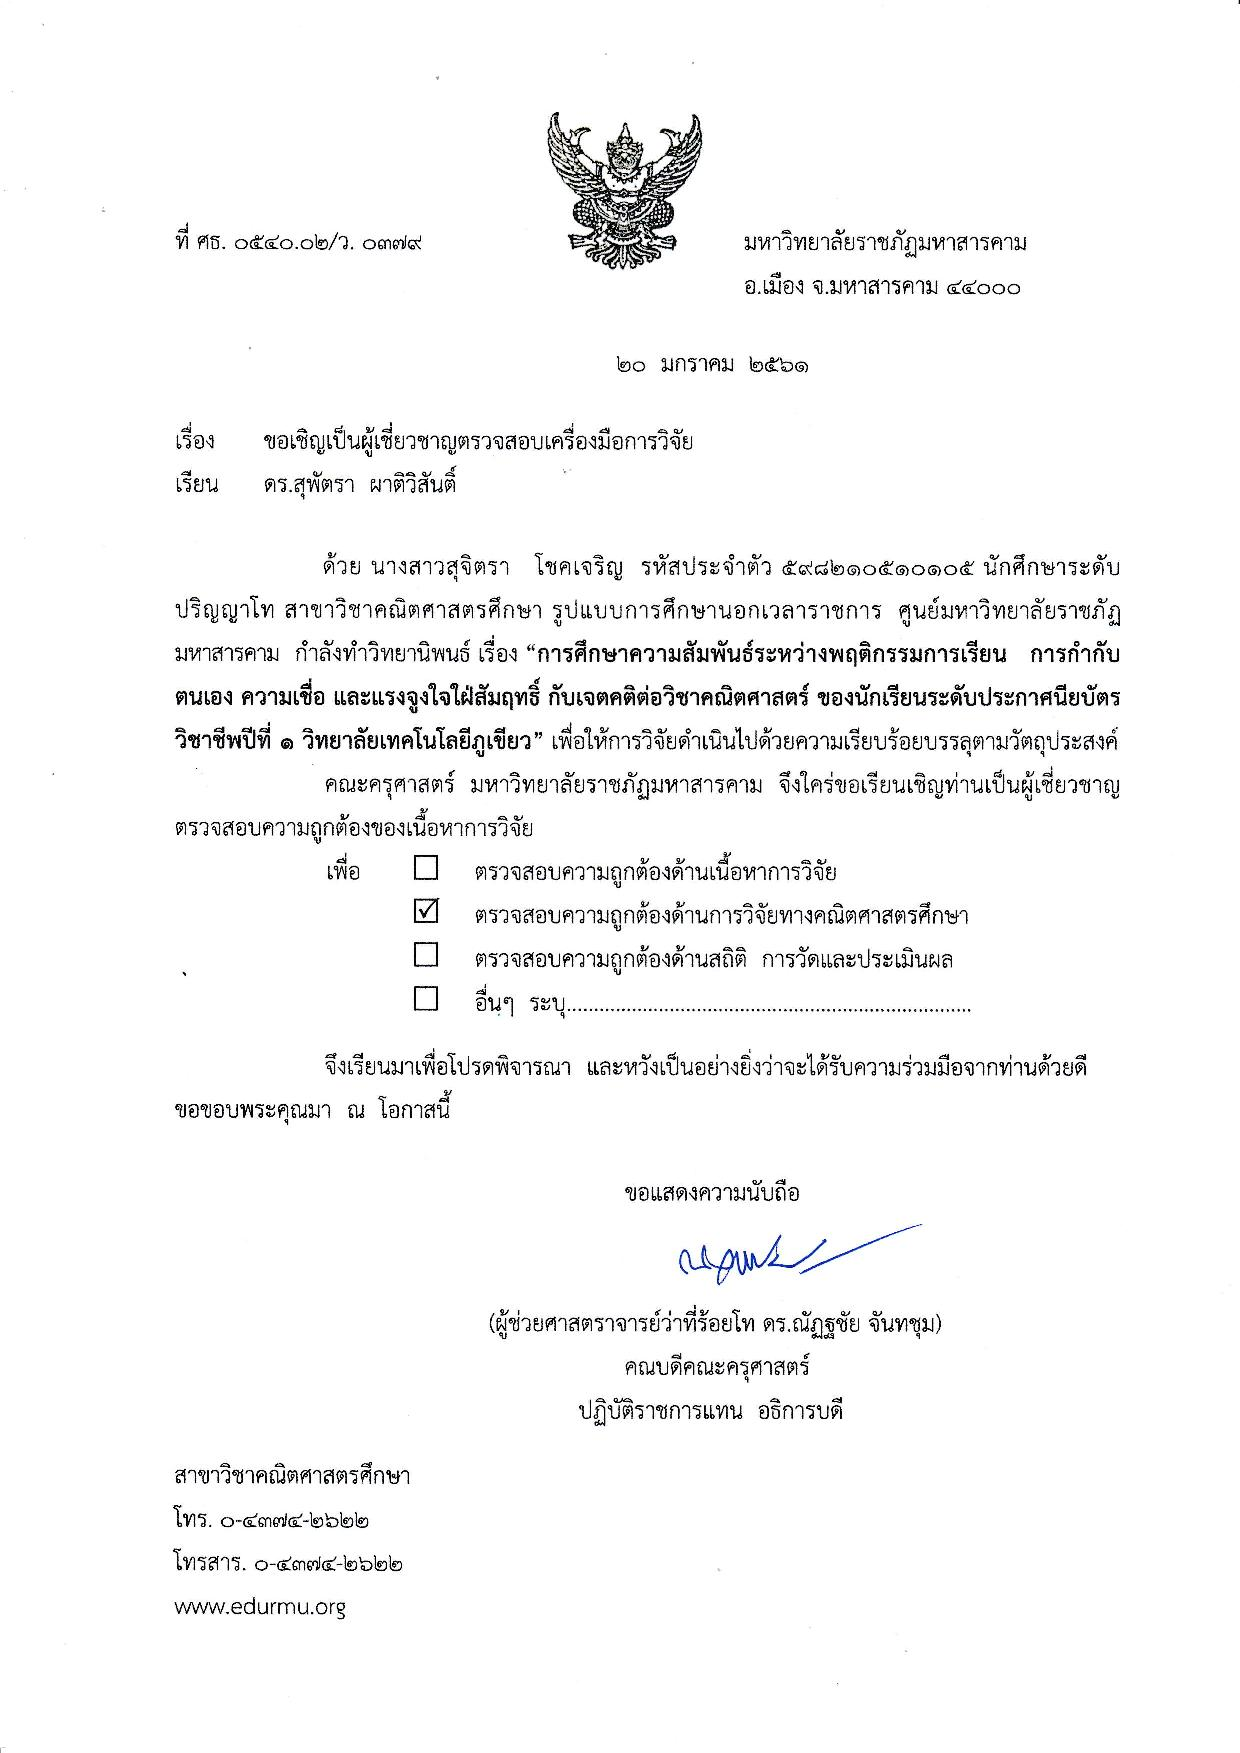 ที่ ศธ. ๐๕๔๐.๐๒/ว. ๐๓๗๙
มหาวิทยาลัยราชภัฏมหาสารคาม
อ.เมือง จ.มหาสารคาม ๔๔๐๐๐
๒๐ มกราคม ๒๕๖๑
เรื่อง ขอเชิญเป็นผู้เชี่ยวชาญตรวจสอบเครื่องมือการวิจัย
เรียน ดร.สุพัตรา ผาติวิสันติ์
ด้วย นางสาวสุจิตรา โชคเจริญ รหัสประจำตัว ๕๙๘๒๑๐๕๑๐๑๐๕ นักศึกษาระดับ
ปริญญาโท สาขาวิชาคณิตศาสตรศึกษา รูปแบบการศึกษานอกเวลาราชการ ศูนย์มหาวิทยาลัยราชภัฏ
มหาสารคาม กำลังทำวิทยานิพนธ์ เรื่อง “การศึกษาความสัมพันธ์ระหว่างพฤติกรรมการเรียน การกำกับ
ตนเอง ความเชื่อ และแรงจูงใจใฝ่สัมฤทธิ์ กับเจตคติต่อวิชาคณิตศาสตร์ ของนักเรียนระดับประกาศนียบัตร
วิชาชีพปีที่ ๑ วิทยาลัยเทคโนโลยีภูเขียว” เพื่อให้การวิจัยดำเนินไปด้วยความเรียบร้อยบรรลุตามวัตถุประสงค์
คณะครุศาสตร์ มหาวิทยาลัยราชภัฏมหาสารคาม จึงใคร่ขอเรียนเชิญท่านเป็นผู้เชี่ยวชาญ
ตรวจสอบความถูกต้องของเนื้อหาการวิจัย
เพื่อ ☐ ตรวจสอบความถูกต้องด้านเนื้อหาการวิจัย
☑ ตรวจสอบความถูกต้องด้านการวิจัยทางคณิตศาสตรศึกษา
☐ ตรวจสอบความถูกต้องด้านสถิติ การวัดและประเมินผล
☐ อื่นๆ ระบุ...........................................................................
จึงเรียนมาเพื่อโปรดพิจารณา และหวังเป็นอย่างยิ่งว่าจะได้รับความร่วมมือจากท่านด้วยดี
ขอขอบพระคุณมา ณ โอกาสนี้
ขอแสดงความนับถือ
(ผู้ช่วยศาสตราจารย์ว่าที่ร้อยโท ดร.ณัฏฐชัย จันทชุม)
คณบดีคณะครุศาสตร์
ปฏิบัติราชการแทน อธิการบดี
สาขาวิชาคณิตศาสตรศึกษา
โทร. ๐-๔๓๗๔-๒๖๒๒
โทรสาร. ๐-๔๓๗๔-๒๖๒๒
www.edurmu.org